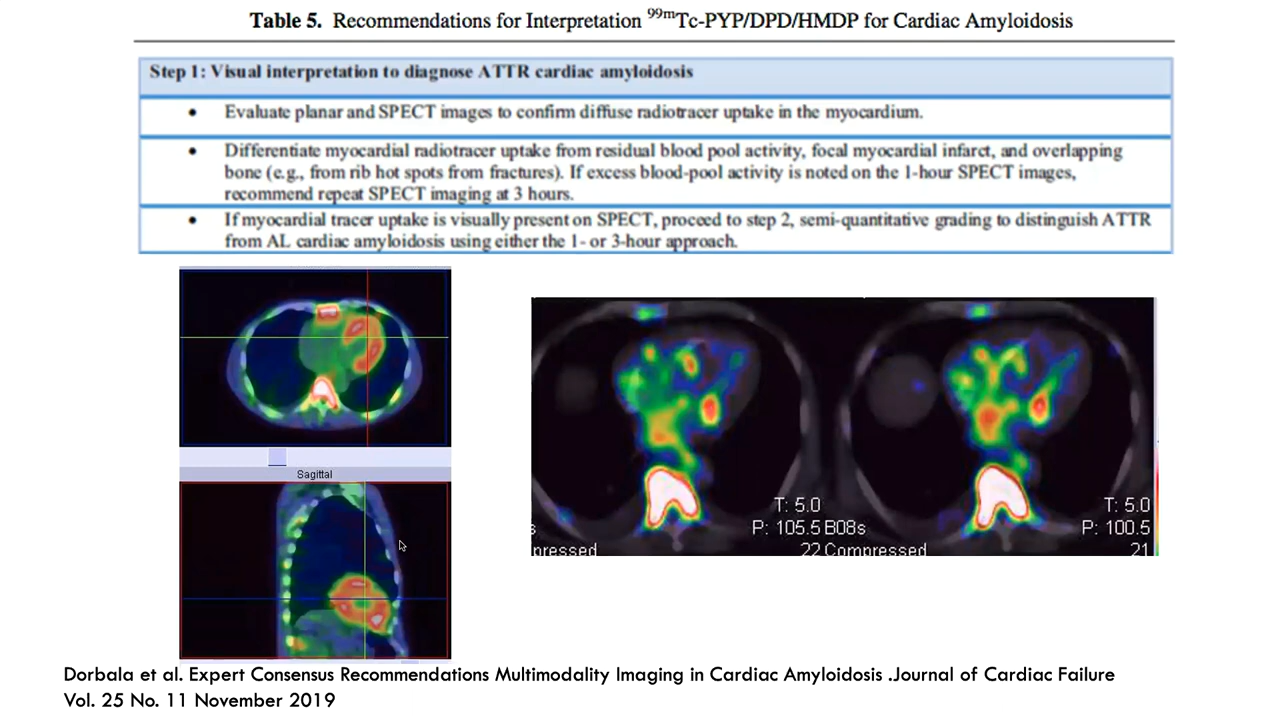 Table 5. Recommendations for Interpretation 99mTc-PYP/DPD/HMDP for Cardiac Amyloidosis
Step 1: Visual interpretation to diagnose ATTR cardiac amyloidosis
• Evaluate planar and SPECT images to confirm diffuse radiotracer uptake in the myocardium.
• Differentiate myocardial radiotracer uptake from residual blood pool activity, focal myocardial infarct, and overlapping
bone (e.g., from rib hot spots from fractures). If excess blood-pool activity is noted on the 1-hour SPECT images,
recommend repeat SPECT imaging at 3 hours.
• If myocardial tracer uptake is visually present on SPECT, proceed to step 2, semi-quantitative grading to distinguish ATTR
from AL cardiac amyloidosis using either the 1- or 3-hour approach.
Sagittal
T: 5.0
P: 105.5
22
s
pressed
T: 5.0
P: 100.5
21
B08s
Compressed
Dorbala et al. Expert Consensus Recommendations Multimodality Imaging in Cardiac Amyloidosis .Journal of Cardiac Failure
Vol. 25 No. 11 November 2019